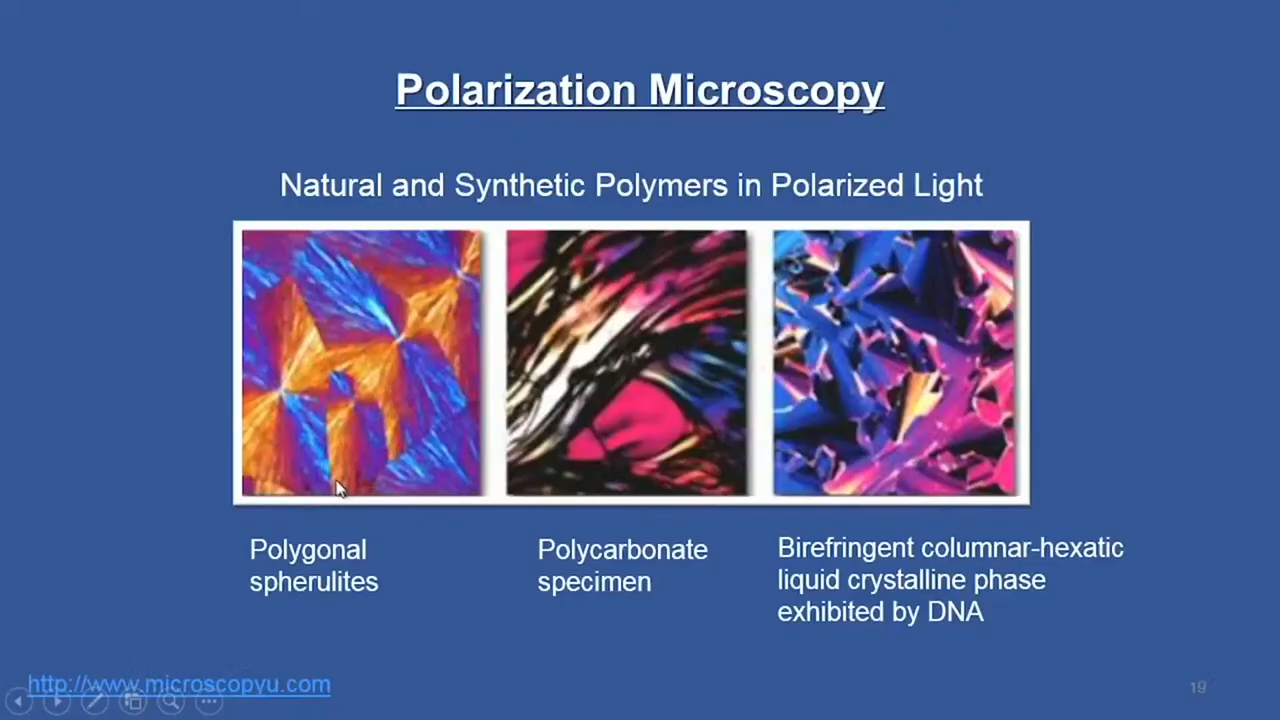 Polarization Microscopy
Natural and Synthetic Polymers in Polarized Light
Polygonal
spherulites
Polycarbonate
specimen
Birefringent columnar-hexatic
liquid crystalline phase
exhibited by DNA
http://www.microscopyu.com
19